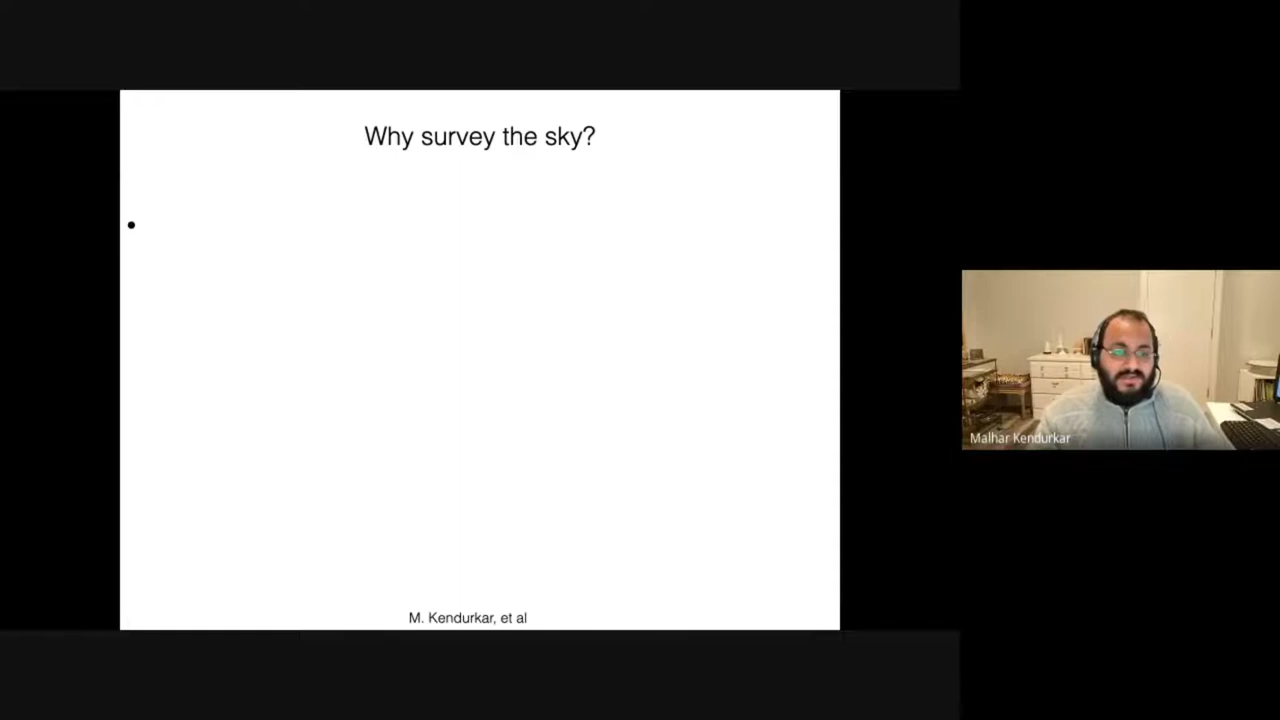 Why survey the sky?
•
M. Kendurkar, et al
Malhar Kendurkar